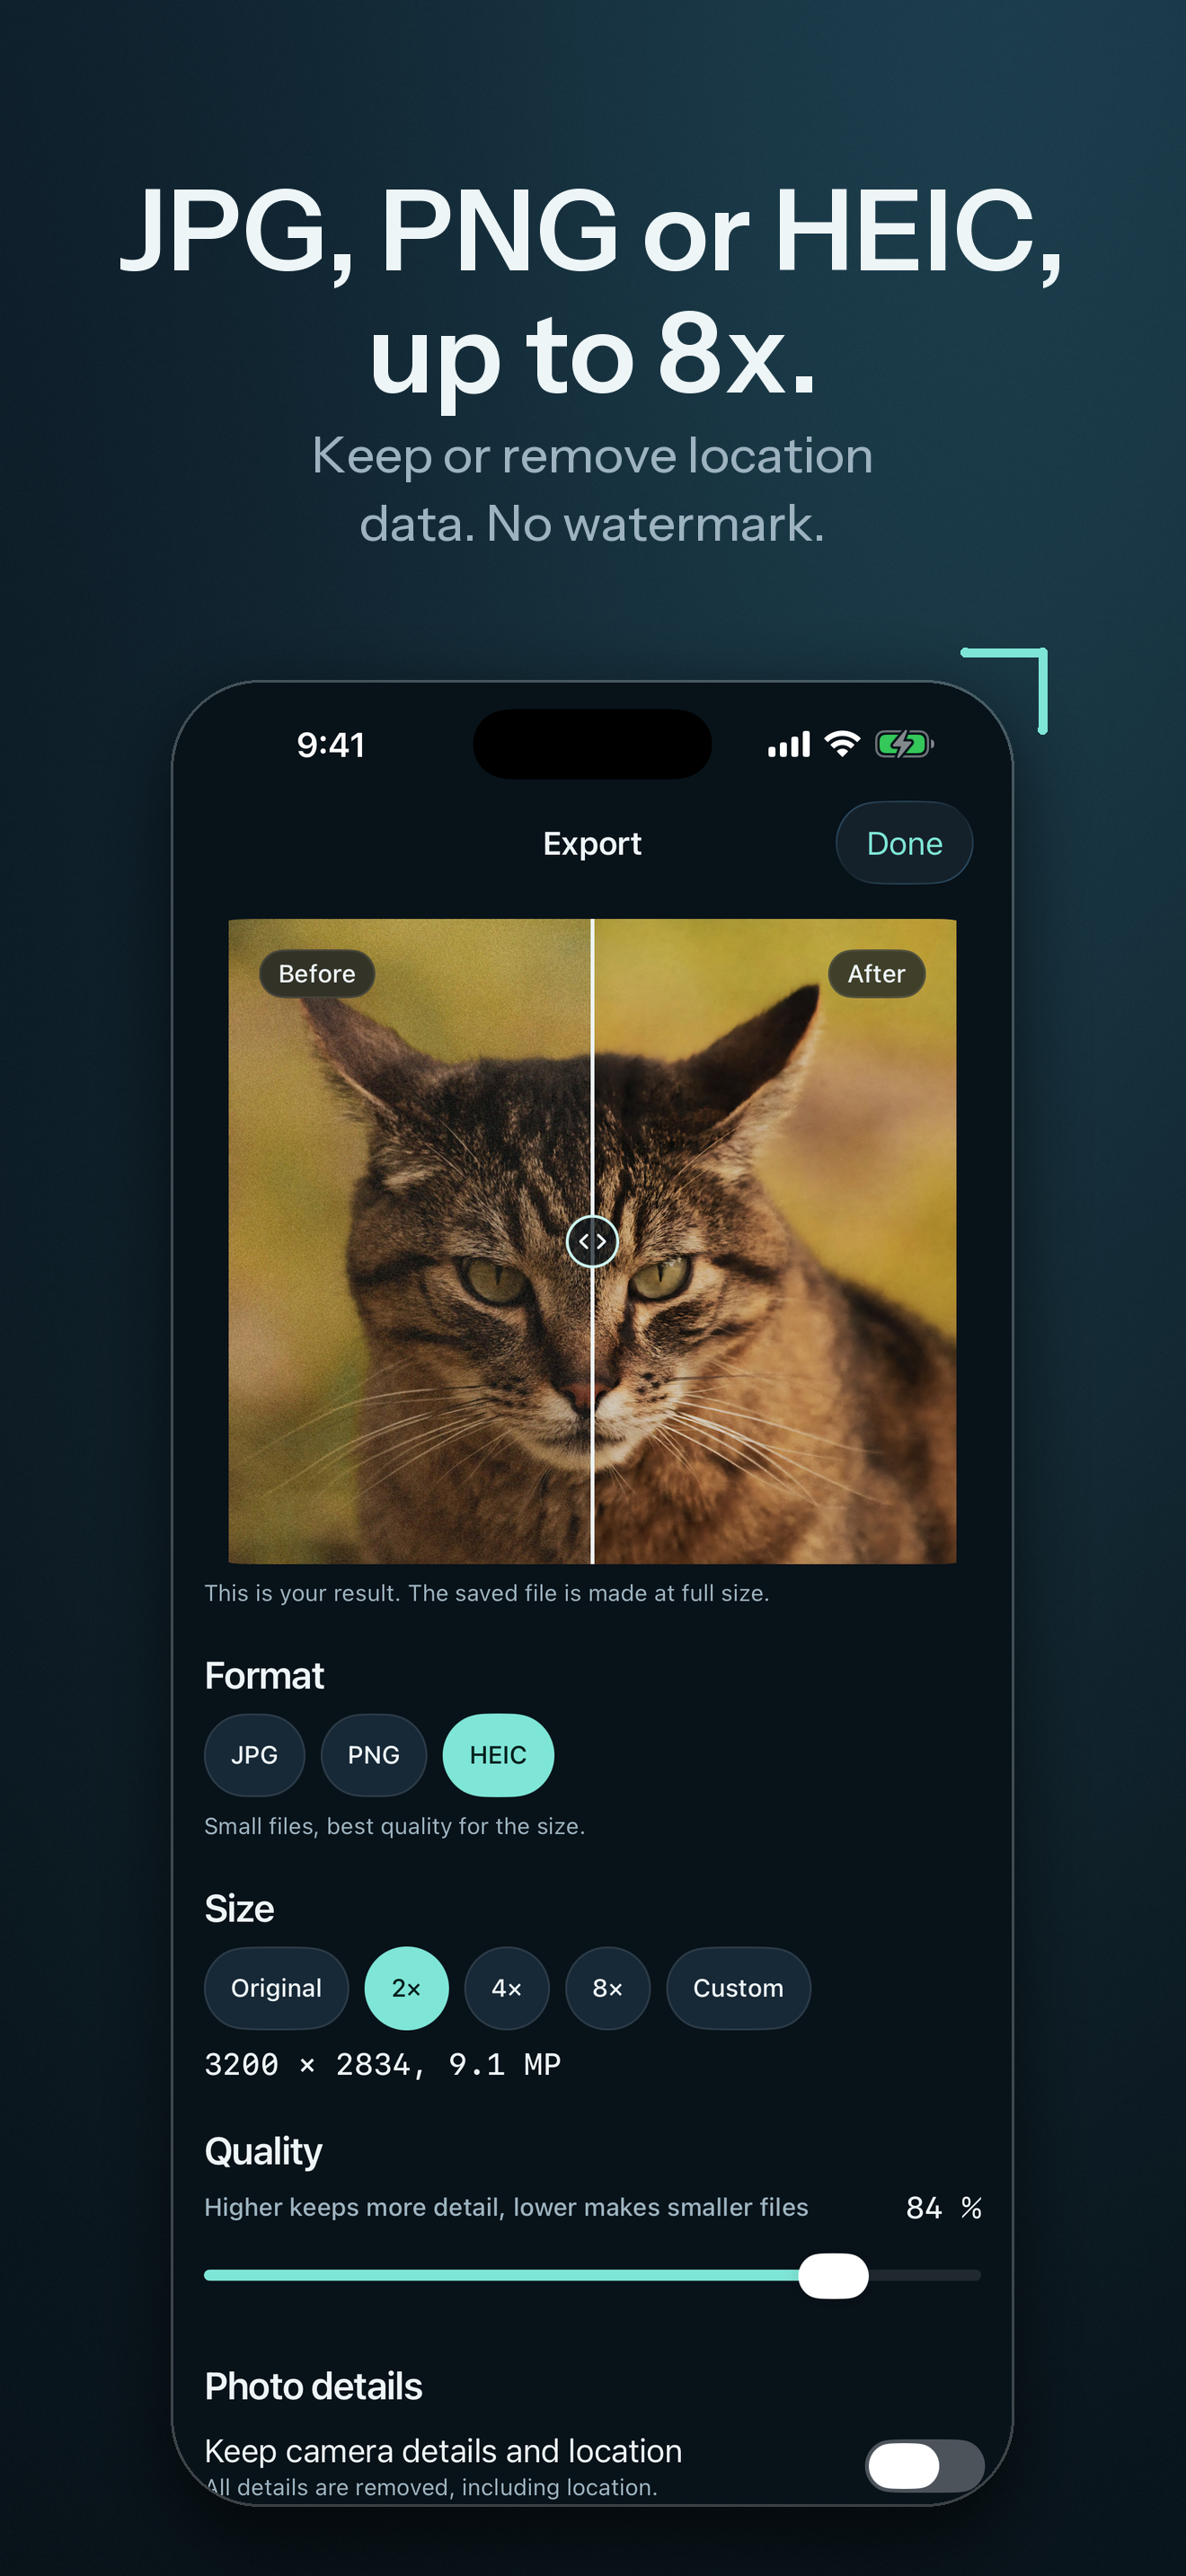 JPG, PNG or HEIC,
up to 8x.
Keep or remove location
data. No watermark.
9:41
Export
Done
Before
After
This is your result. The saved file is made at full size.
Format
JPG
PNG
HEIC
Small files, best quality for the size.
Size
Original
2×
4×
8×
Custom
3200 × 2834, 9.1 MP
Quality
Higher keeps more detail, lower makes smaller files
84 %
Photo details
Keep camera details and location
All details are removed, including location.